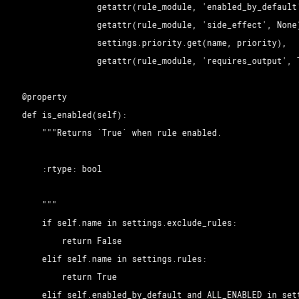 getattr(rule_module, 'enabled_by_default
getattr(rule_module, 'side_effect', None)
settings.priority.get(name, priority),
getattr(rule_module, 'requires_output',
@property
def is_enabled(self):
"""Returns `True` when rule enabled.
:rtype: bool
"""
if self.name in settings.exclude_rules:
return False
elif self.name in settings.rules:
return True
elif self.enabled_by_default and ALL_ENABLED in sett